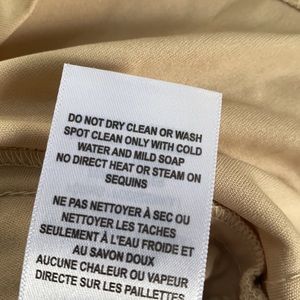 DO NOT DRY CLEAN OR WASH
SPOT CLEAN ONLY WITH COLD
WATER AND MILD SOAP
NO DIRECT HEAT OR STEAM ON
SEQUINS
NE PAS NETTOYER À SEC OU
NETTOYER LES TACHES
SEULEMENT À L'EAU FROIDE ET
AU SAVON DOUX
AUCUNE CHALEUR OU VAPEUR
DIRECTE SUR LES PAILLETTES